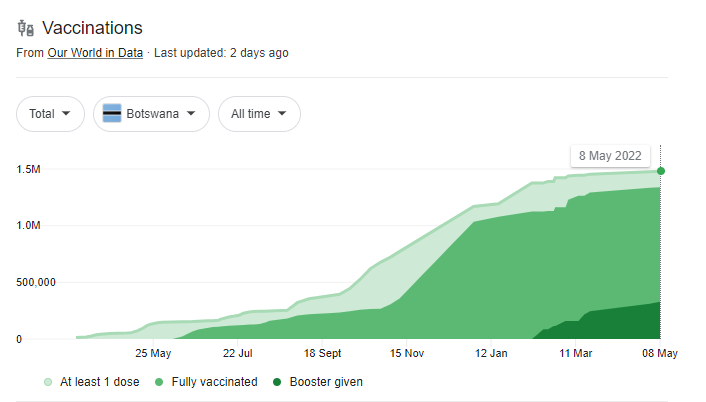 Vaccinations
From Our World in Data · Last updated: 2 days ago
Total
Botswana
All time
8 May 2022
1.5M
1.0M
500,000
0
25 May
22 Jul
18 Sept
15 Nov
12 Jan
11 Mar
08 May
At least 1 dose
Fully vaccinated
Booster given